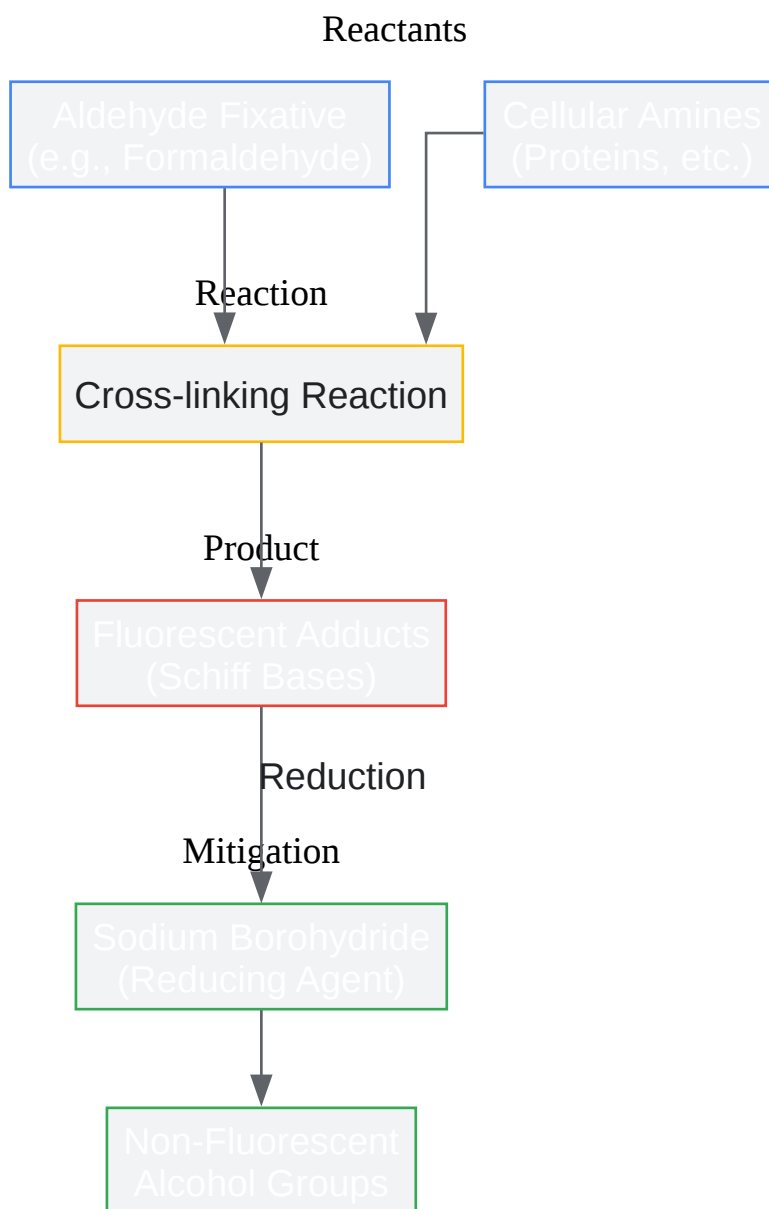 Reactants
Aldehyde Fixative
(e.g., Formaldehyde)
Cellular Amines
(Proteins, etc.)
Reaction
Cross-linking Reaction
Product
Fluorescent Adducts
(Schiff Bases)
Reduction
Mitigation
Sodium Borohydride
(Reducing Agent)
Non-Fluorescent
Alcohol Groups